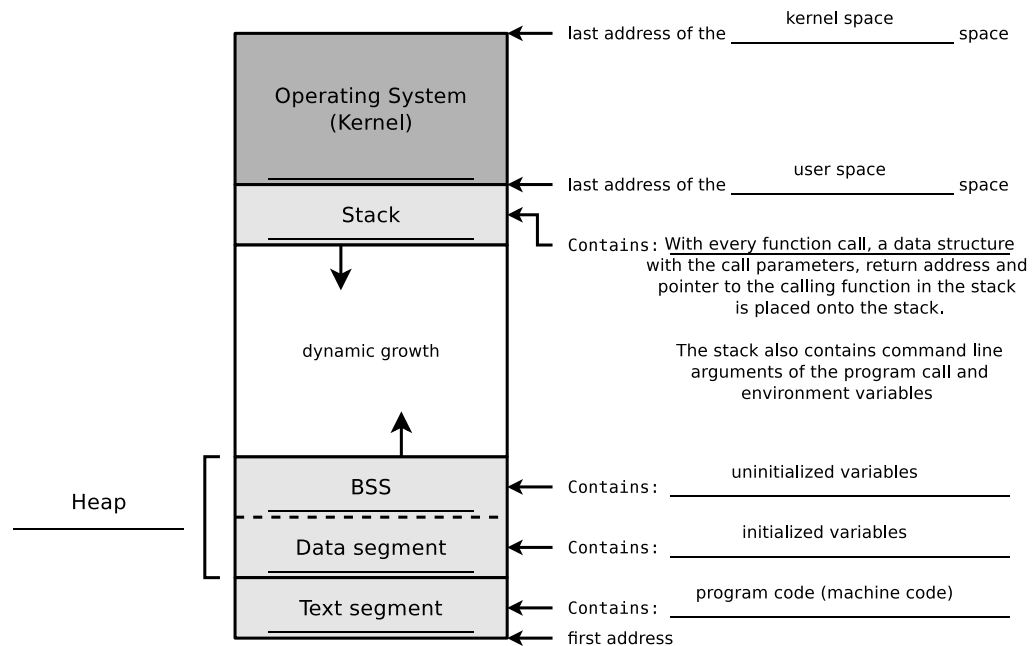 kernel space
last address of the space
Operating System
(Kernel)
user space
last address of the space
Stack
Contains: With every function call, a data structure
with the call parameters, return address and
pointer to the calling function in the stack
is placed onto the stack.
dynamic growth
The stack also contains command line
arguments of the program call and
environment variables
Heap
BSS
Contains: uninitialized variables
Data segment
Contains: initialized variables
Text segment
Contains: program code (machine code)
first address